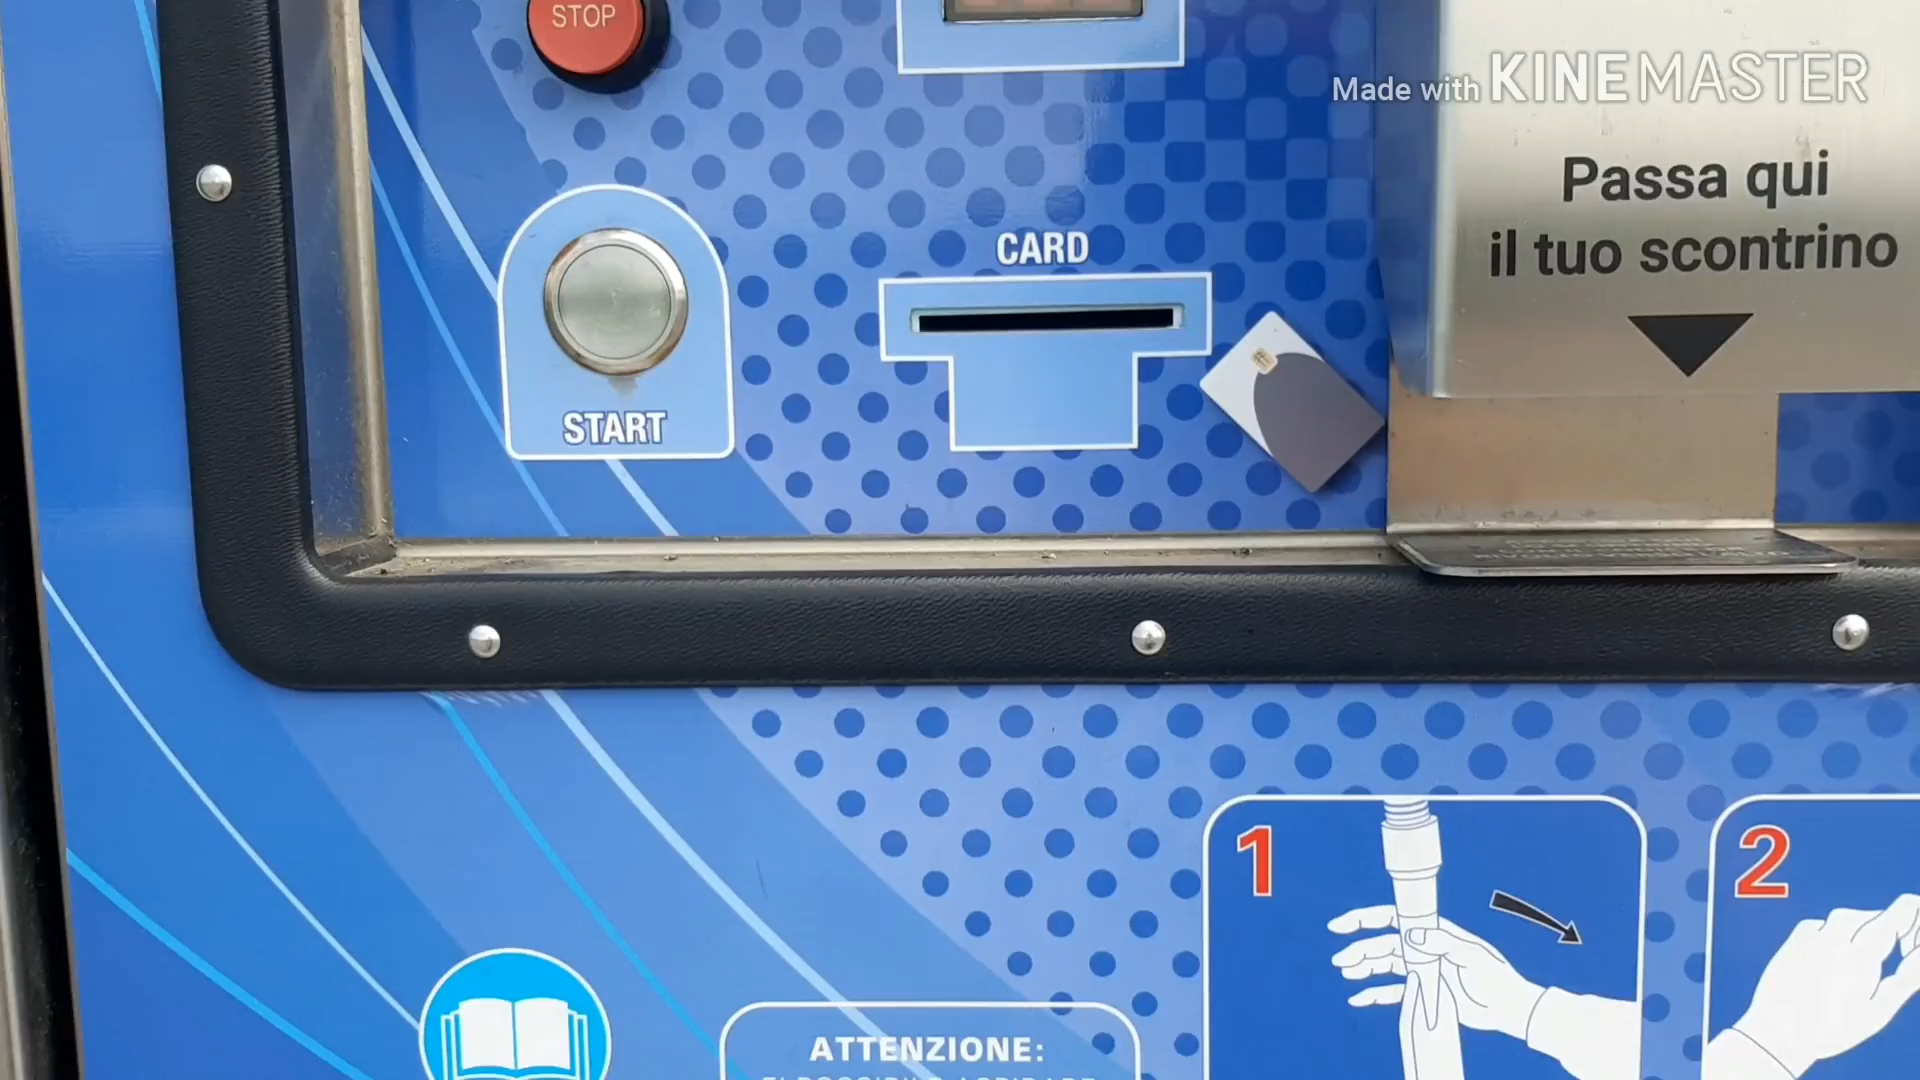 STOP
Made with KINEMASTER
Passa qui
il tuo scontrino
CARD
START
1
2
ATTENZIONE: